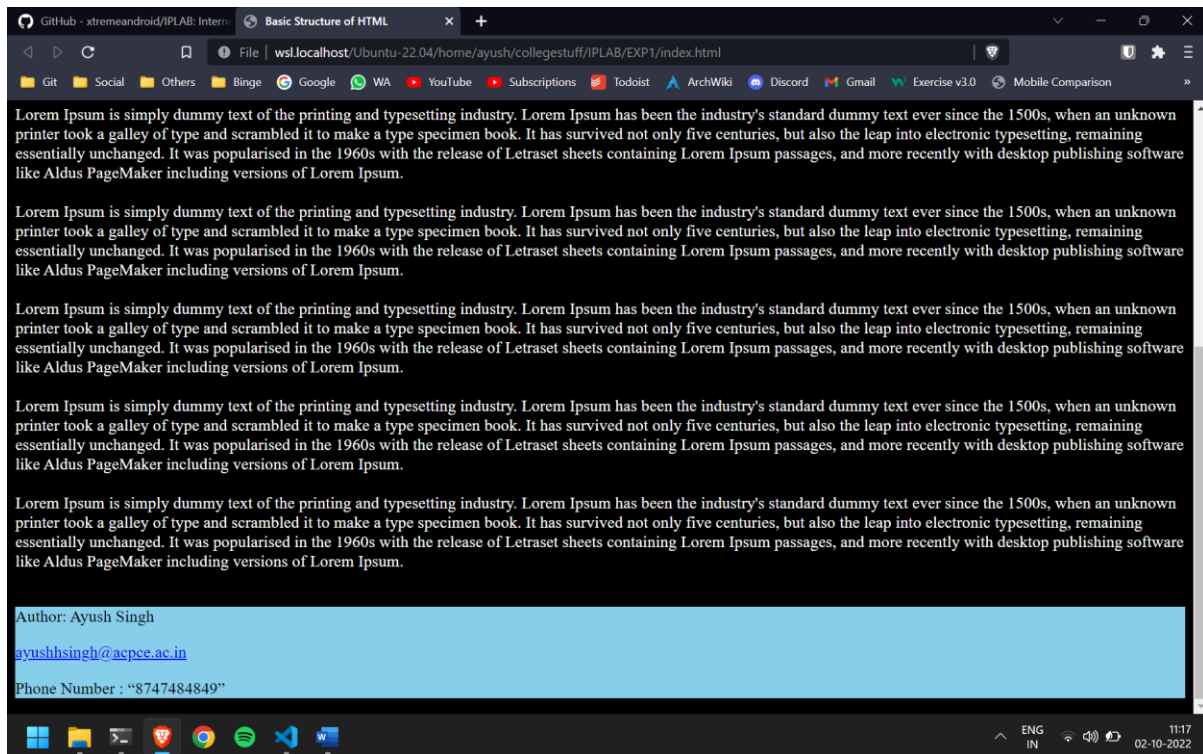 GitHub - xtremeandroid/IPLAB: Intern
Basic Structure of HTML
File | wsl.localhost/Ubuntu-22.04/home/ayush/collegestuff/IPLAB/EXP1/index.html
Git Social Others Binge Google WA YouTube Subscriptions Todoist ArchWiki Discord Gmail Exercise v3.0 Mobile Comparison »
Lorem Ipsum is simply dummy text of the printing and typesetting industry. Lorem Ipsum has been the industry's standard dummy text ever since the 1500s, when an unknown
printer took a galley of type and scrambled it to make a type specimen book. It has survived not only five centuries, but also the leap into electronic typesetting, remaining
essentially unchanged. It was popularised in the 1960s with the release of Letraset sheets containing Lorem Ipsum passages, and more recently with desktop publishing software
like Aldus PageMaker including versions of Lorem Ipsum.
Lorem Ipsum is simply dummy text of the printing and typesetting industry. Lorem Ipsum has been the industry's standard dummy text ever since the 1500s, when an unknown
printer took a galley of type and scrambled it to make a type specimen book. It has survived not only five centuries, but also the leap into electronic typesetting, remaining
essentially unchanged. It was popularised in the 1960s with the release of Letraset sheets containing Lorem Ipsum passages, and more recently with desktop publishing software
like Aldus PageMaker including versions of Lorem Ipsum.
Lorem Ipsum is simply dummy text of the printing and typesetting industry. Lorem Ipsum has been the industry's standard dummy text ever since the 1500s, when an unknown
printer took a galley of type and scrambled it to make a type specimen book. It has survived not only five centuries, but also the leap into electronic typesetting, remaining
essentially unchanged. It was popularised in the 1960s with the release of Letraset sheets containing Lorem Ipsum passages, and more recently with desktop publishing software
like Aldus PageMaker including versions of Lorem Ipsum.
Lorem Ipsum is simply dummy text of the printing and typesetting industry. Lorem Ipsum has been the industry's standard dummy text ever since the 1500s, when an unknown
printer took a galley of type and scrambled it to make a type specimen book. It has survived not only five centuries, but also the leap into electronic typesetting, remaining
essentially unchanged. It was popularised in the 1960s with the release of Letraset sheets containing Lorem Ipsum passages, and more recently with desktop publishing software
like Aldus PageMaker including versions of Lorem Ipsum.
Lorem Ipsum is simply dummy text of the printing and typesetting industry. Lorem Ipsum has been the industry's standard dummy text ever since the 1500s, when an unknown
printer took a galley of type and scrambled it to make a type specimen book. It has survived not only five centuries, but also the leap into electronic typesetting, remaining
essentially unchanged. It was popularised in the 1960s with the release of Letraset sheets containing Lorem Ipsum passages, and more recently with desktop publishing software
like Aldus PageMaker including versions of Lorem Ipsum.
Author: Ayush Singh
ayushhsingh@acpce.ac.in
Phone Number : “8747484849”
ENG
IN
11:17
02-10-2022